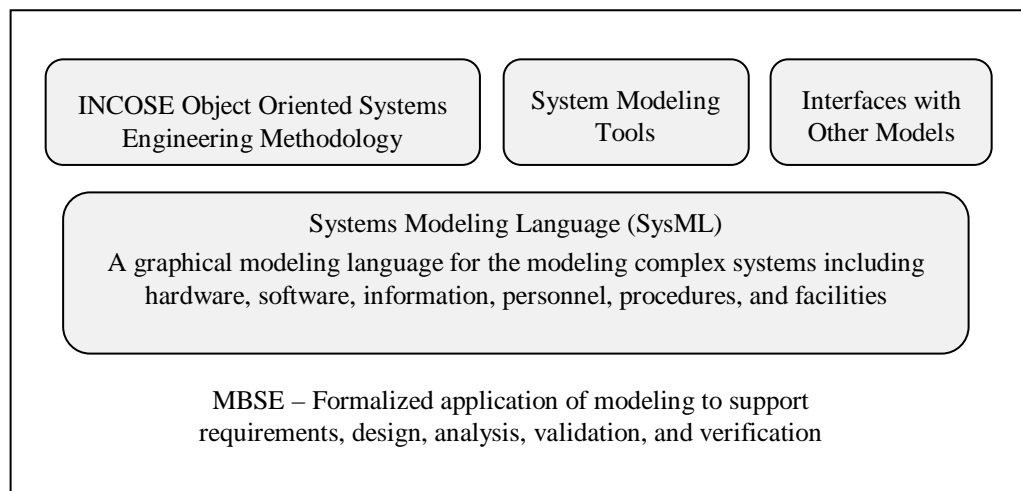 INCOSE Object Oriented Systems
Engineering Methodology
System Modeling
Tools
Interfaces with
Other Models
Systems Modeling Language (SysML)
A graphical modeling language for the modeling complex systems including
hardware, software, information, personnel, procedures, and facilities
MBSE – Formalized application of modeling to support
requirements, design, analysis, validation, and verification